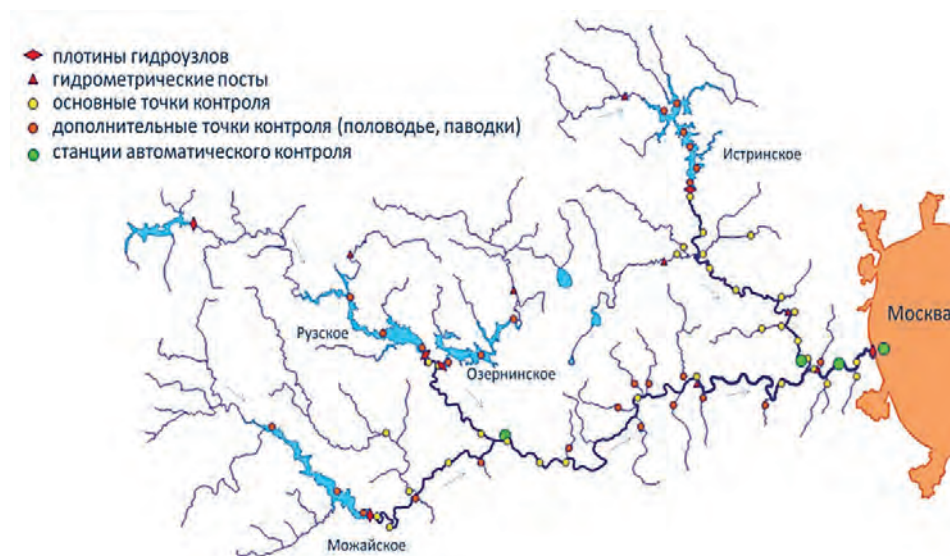 плотины гидроузлов
гидрометрические посты
основные точки контроля
дополнительные точки контроля (половодье, паводки)
станции автоматического контроля
Истринское
Москва
Рузское
Озернинское
Можайское